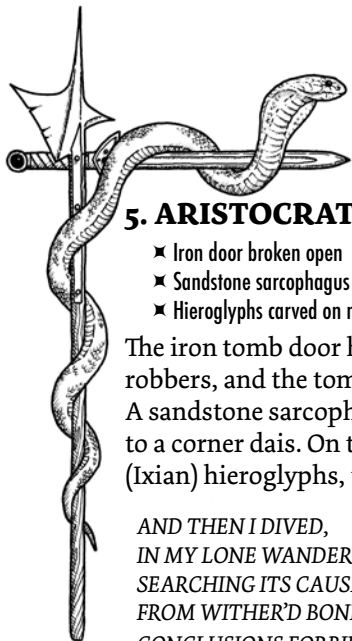 5. ARISTOCRAT
Iron door broken open
Sandstone sarcophagus
Hieroglyphs carved on
The iron tomb door h
robbers, and the tom
A sandstone sarcoph
to a corner dais. On t
(Ixian) hieroglyphs,
AND THEN I DIVED,
IN MY LONE WANDER
SEARCHING ITS CAUS
FROM WITHER'D BON